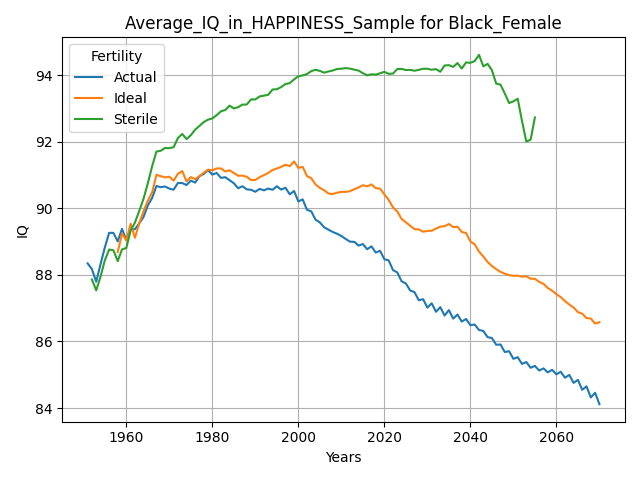 Average_IQ_in_HAPPINESS_Sample for Black_Female
Fertility
Actual
Ideal
Sterile
94
92
90
88
86
84
IQ
1960
1980
2000
2020
2040
2060
Years